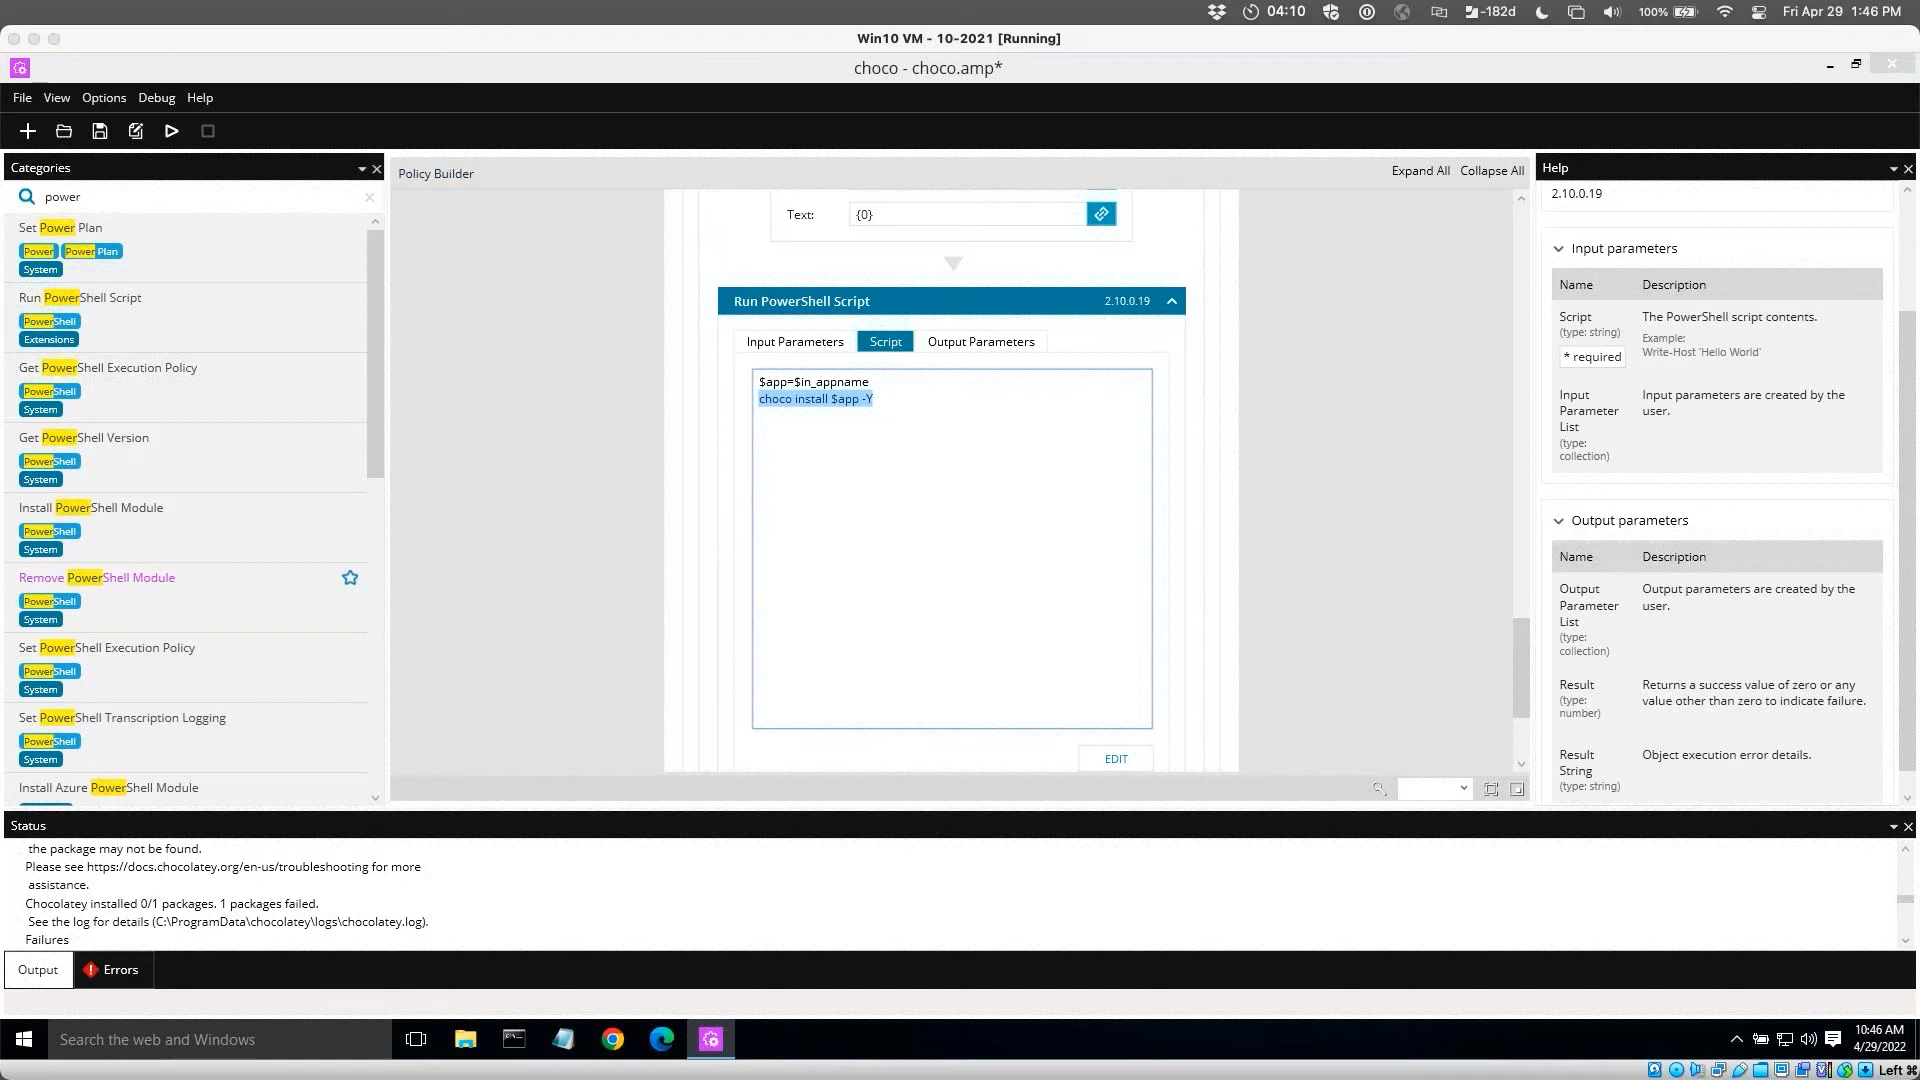 04:10
-182d
100%
Fri Apr 29 1:46 PM
Win10 VM - 10-2021 [Running]
choco - choco.amp*
File View Options Debug Help
Categories
power
Set Power Plan
Power Power Plan
System
Run PowerShell Script
PowerShell
Extensions
Get PowerShell Execution Policy
PowerShell
System
Get PowerShell Version
PowerShell
System
Install PowerShell Module
PowerShell
System
Remove PowerShell Module
PowerShell
System
Set PowerShell Execution Policy
PowerShell
System
Set PowerShell Transcription Logging
PowerShell
System
Install Azure PowerShell Module
Policy Builder
Expand All Collapse All
Text: {0}
Run PowerShell Script 2.10.0.19
Input Parameters Script Output Parameters
$app=$in_appname
choco install $app -Y
EDIT
Help
2.10.0.19
Input parameters
Name Description
Script
(type: string)
* required
The PowerShell script contents.
Example:
Write-Host 'Hello World'
Input
Parameter
List
(type:
collection)
Input parameters are created by the
user.
Output parameters
Name Description
Output
Parameter
List
(type:
collection)
Output parameters are created by the
user.
Result
(type:
number)
Returns a success value of zero or any
value other than zero to indicate failure.
Result
String
(type: string)
Object execution error details.
Status
the package may not be found.
Please see https://docs.chocolatey.org/en-us/troubleshooting for more
assistance.
Chocolatey installed 0/1 packages. 1 packages failed.
See the log for details (C:\ProgramData\chocolatey\logs\chocolatey.log).
Failures
Output Errors
Search the web and Windows
10:46 AM
4/29/2022
Left ⌘